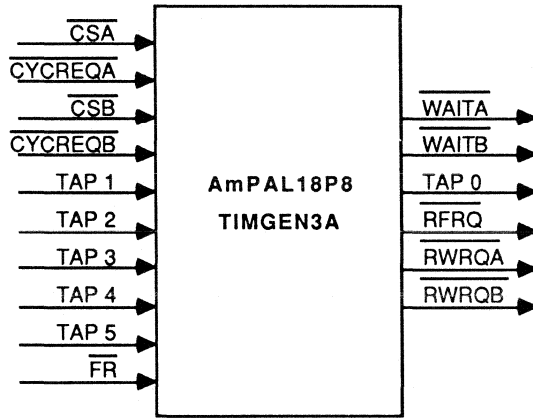 CSA
CYCREQA
CSB
CYCREQB
TAP 1
TAP 2
TAP 3
TAP 4
TAP 5
FR
AmPAL18P8
TIMGEN3A
WAITA
WAITB
TAP 0
RFRQ
RWRQA
RWRQB